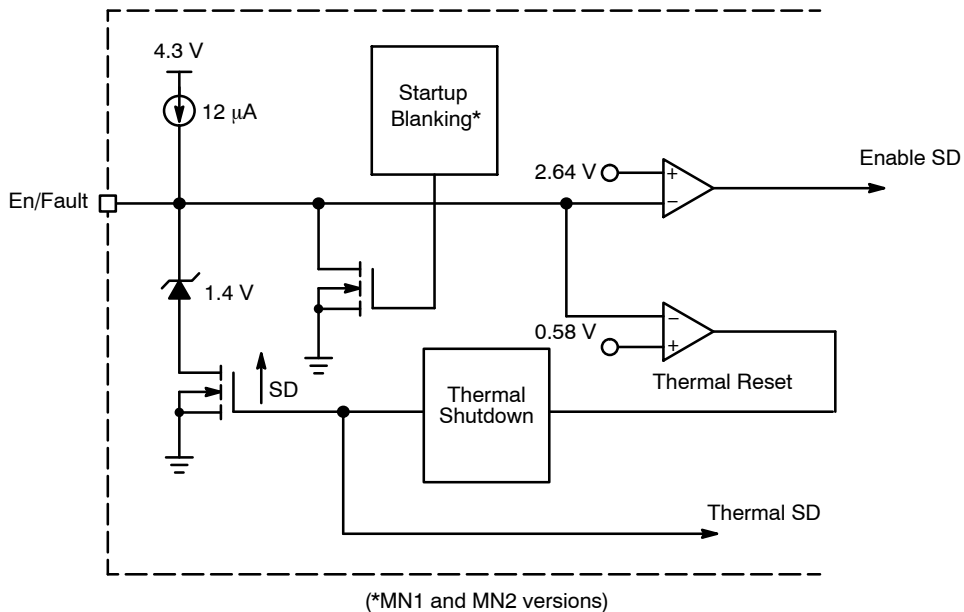 4.3 V
12 μA
Startup
Blanking*
2.64 V
+
−
Enable SD
En/Fault
1.4 V
0.58 V
−
+
Thermal Reset
SD
Thermal
Shutdown
Thermal SD
(*MN1 and MN2 versions)